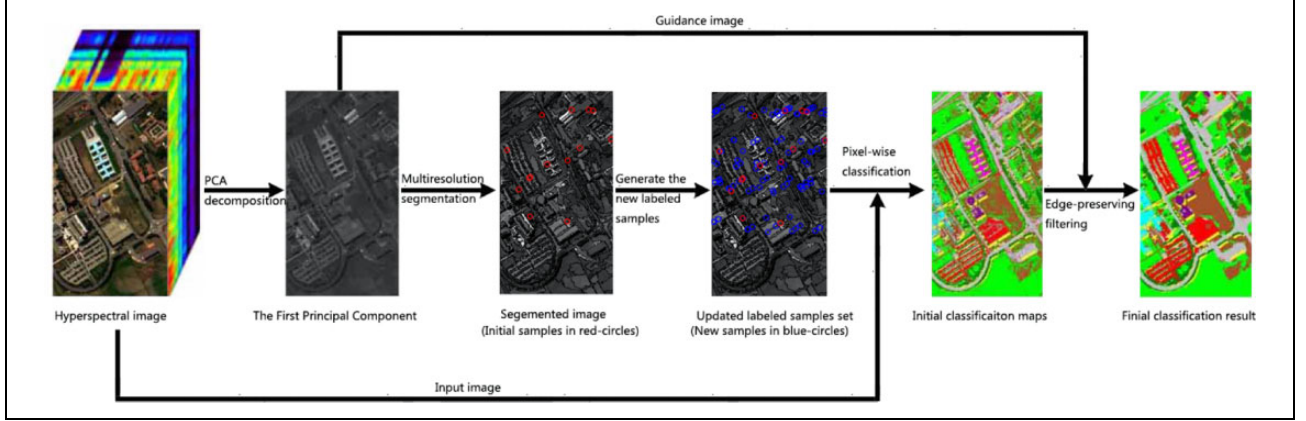 Guidance image
PCA
decomposition
Multiresolution
segmentation
Generate the
new labeled
samples
Pixel-wise
classification
Edge-preserving
filtering
Hyperspectral image
The First Principal Component
Segemented image
(Initial samples in red-circles)
Updated labeled samples set
(New samples in blue-circles)
Initial classificaiton maps
Finial classification result
Input image